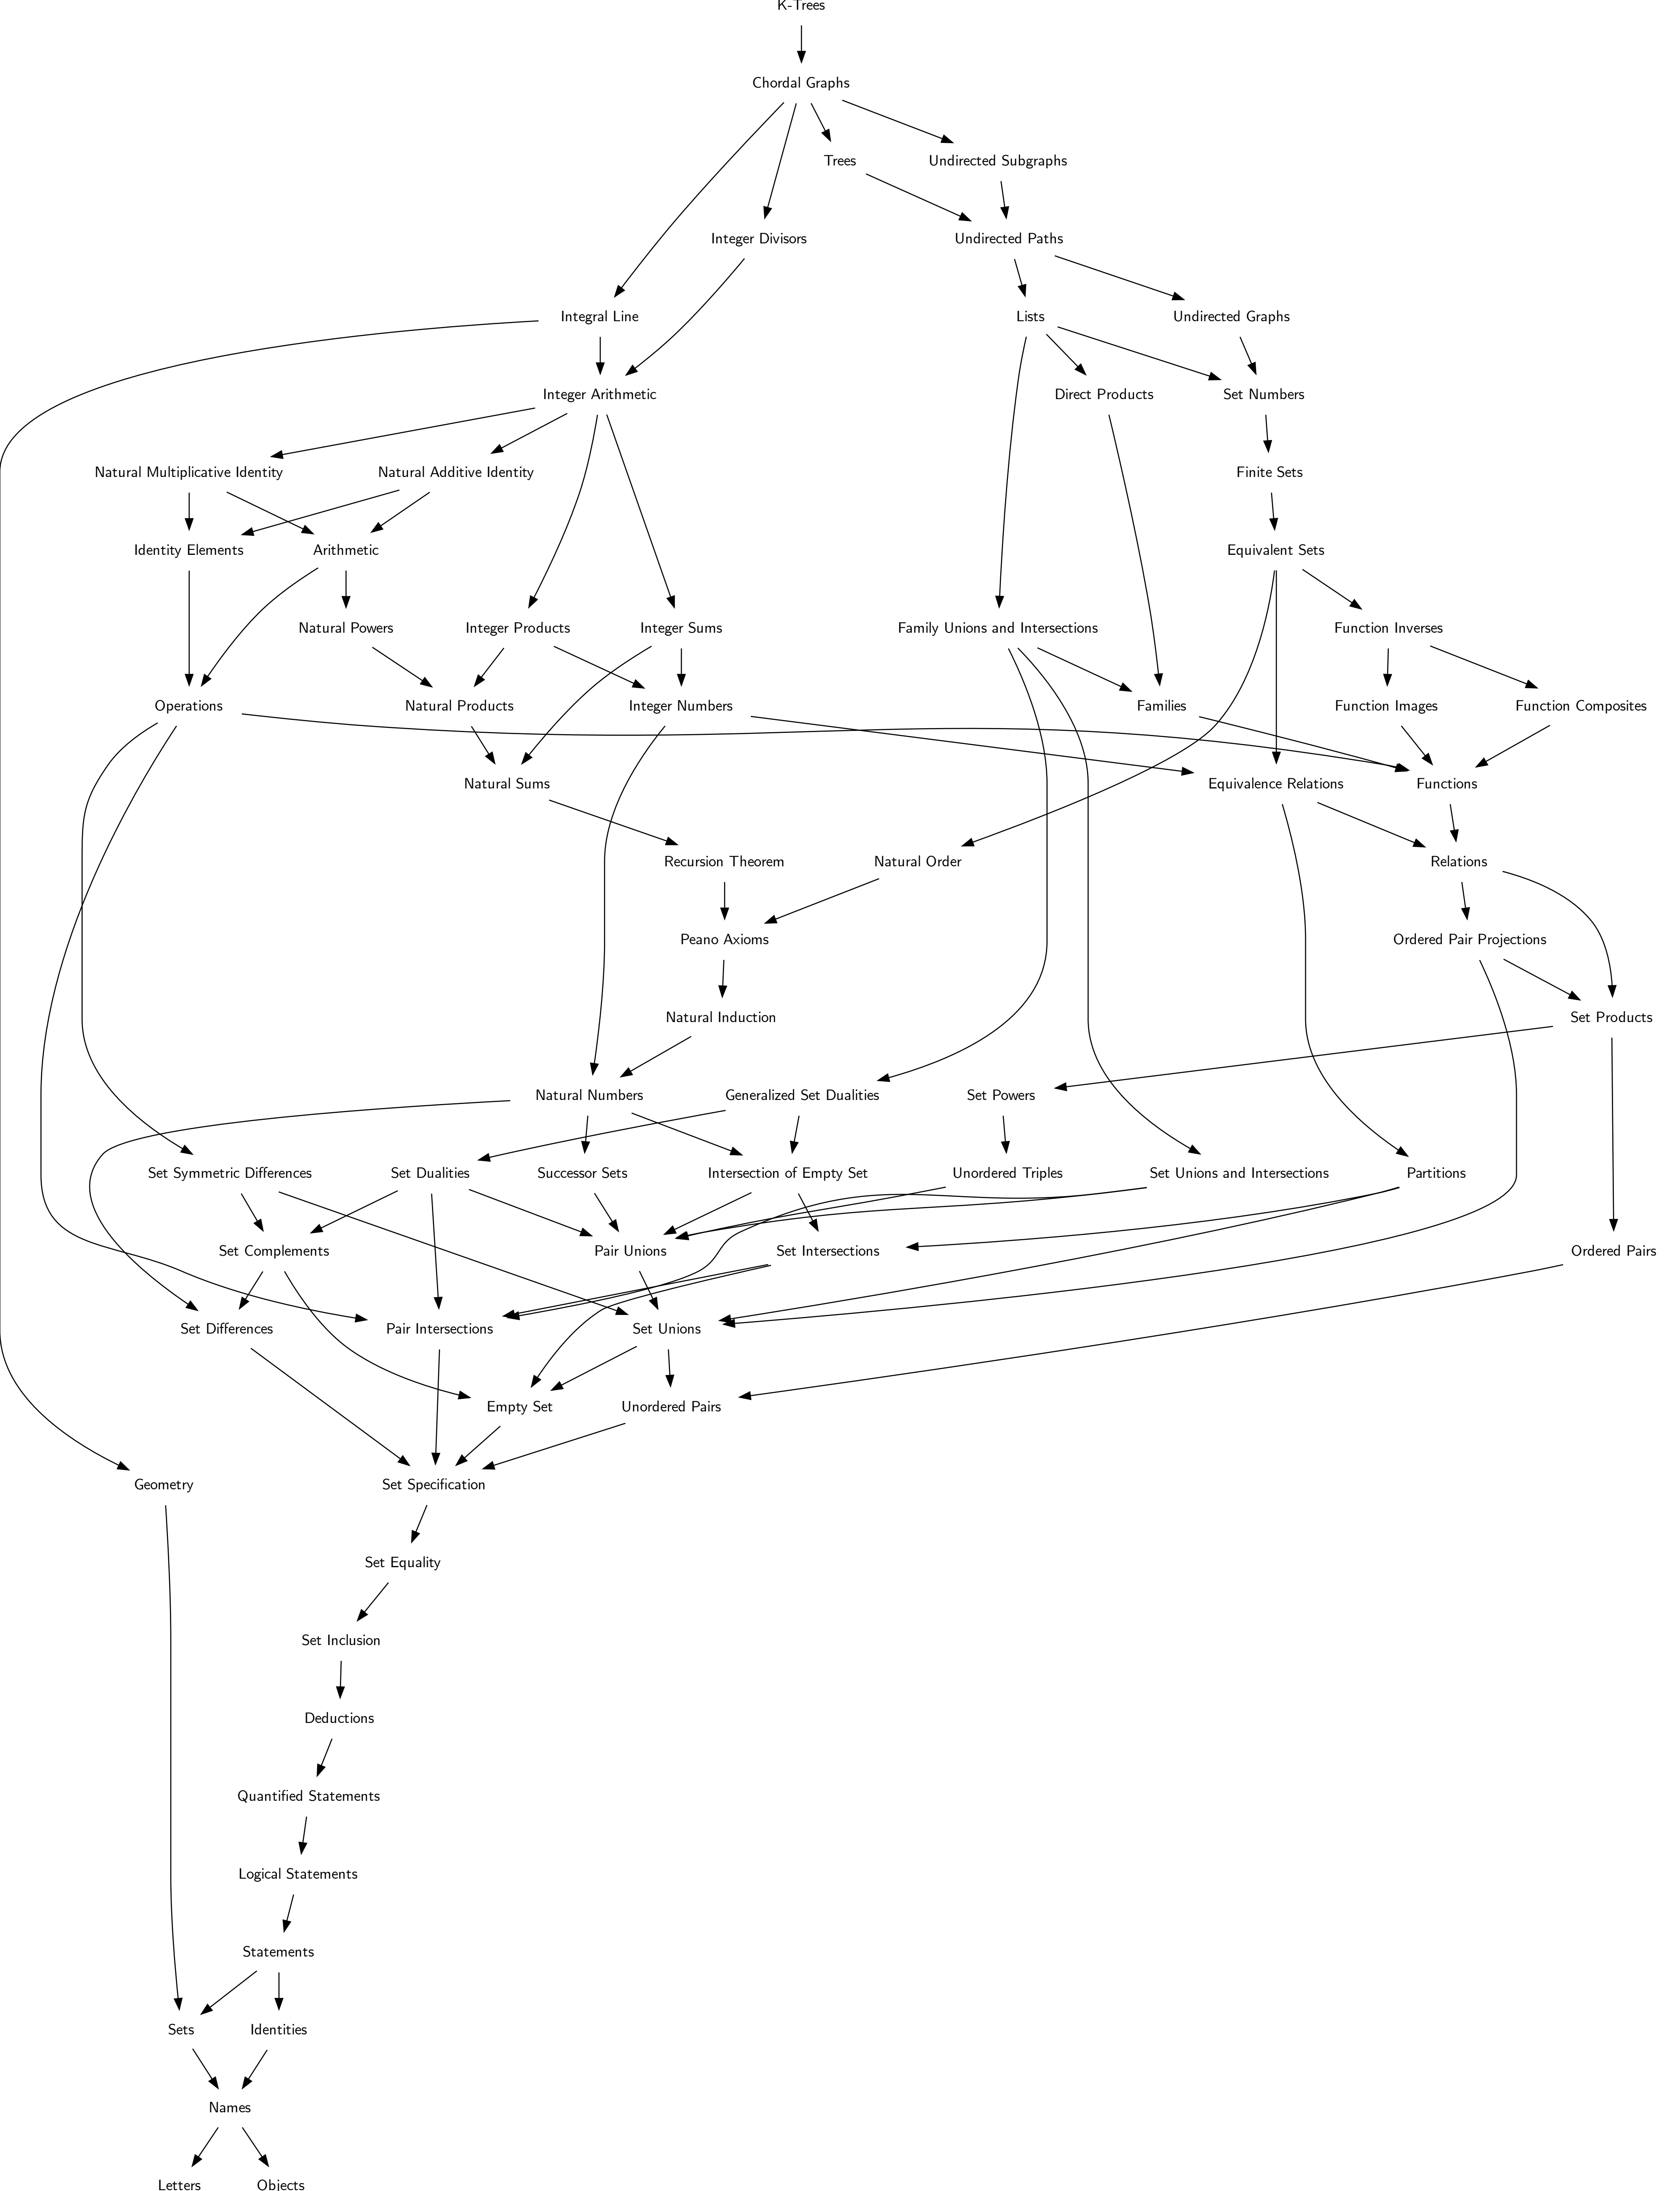 K-Trees
Chordal Graphs
Trees
Undirected Subgraphs
Integer Divisors
Undirected Paths
Integral Line
Lists
Undirected Graphs
Integer Arithmetic
Direct Products
Set Numbers
Natural Multiplicative Identity
Natural Additive Identity
Finite Sets
Identity Elements
Arithmetic
Equivalent Sets
Natural Powers
Integer Products
Integer Sums
Family Unions and Intersections
Function Inverses
Operations
Natural Products
Integer Numbers
Families
Function Images
Function Composites
Natural Sums
Equivalence Relations
Functions
Recursion Theorem
Natural Order
Relations
Peano Axioms
Ordered Pair Projections
Natural Induction
Set Products
Natural Numbers
Generalized Set Dualities
Set Powers
Set Symmetric Differences
Set Dualities
Successor Sets
Intersection of Empty Set
Unordered Triples
Set Unions and Intersections
Partitions
Set Complements
Pair Unions
Set Intersections
Ordered Pairs
Set Differences
Pair Intersections
Set Unions
Empty Set
Unordered Pairs
Geometry
Set Specification
Set Equality
Set Inclusion
Deductions
Quantified Statements
Logical Statements
Statements
Sets
Identities
Names
Letters
Objects